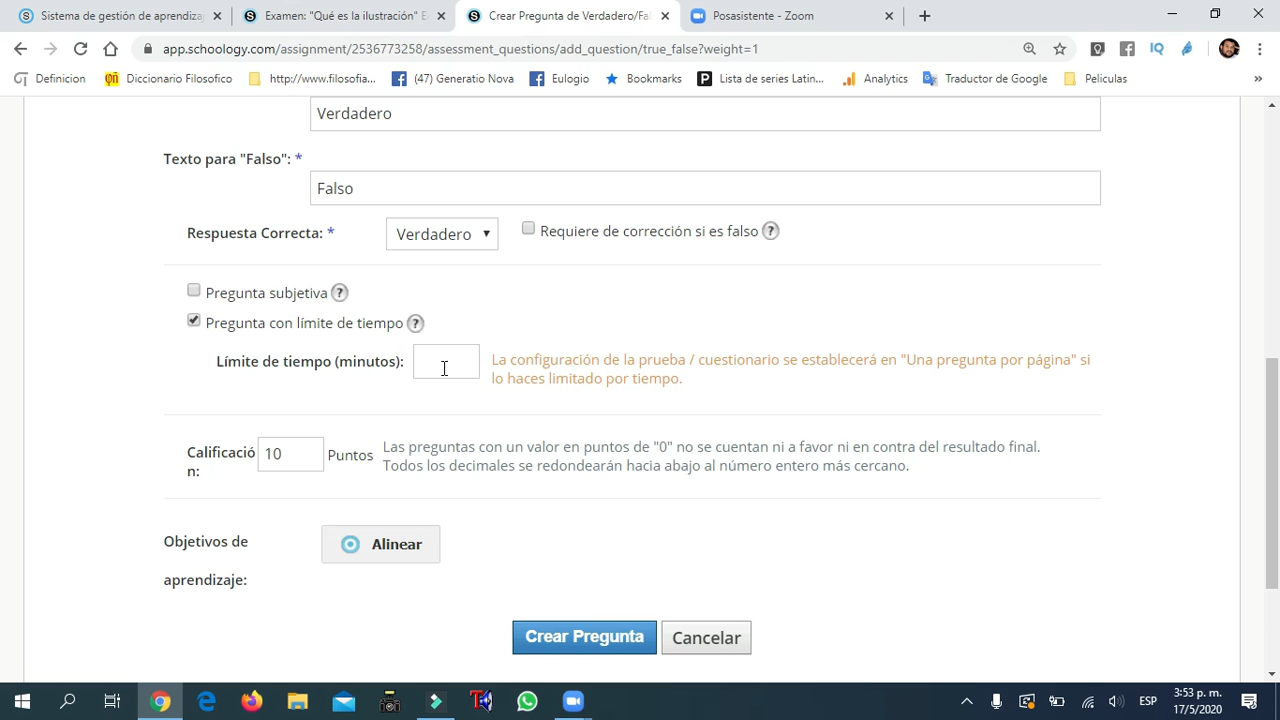 Sistema de gestión de aprendiza
Examen: "Qué es la ilustración" E
Crear Pregunta de Verdadero/Fal
Posasistente - Zoom
app.schoology.com/assignment/2536773258/assessment_questions/add_question/true_false?weight=1
Definicion
Diccionario Filosofico
http://www.filosofia...
(47) Generatio Nova
Eulogio
Bookmarks
Lista de series Latin...
Analytics
Traductor de Google
Peliculas
Verdadero
Texto para "Falso": *
Falso
Respuesta Correcta: *
Verdadero
Requiere de corrección si es falso ?
Pregunta subjetiva ?
Pregunta con límite de tiempo ?
Límite de tiempo (minutos):
La configuración de la prueba / cuestionario se establecerá en "Una pregunta por página" si
lo haces limitado por tiempo.
Calificació
n:
10
Puntos
Las preguntas con un valor en puntos de "0" no se cuentan ni a favor ni en contra del resultado final.
Todos los decimales se redondearán hacia abajo al número entero más cercano.
Objetivos de
aprendizaje:
Alinear
Crear Pregunta
Cancelar
ESP
3:53 p. m.
17/5/2020